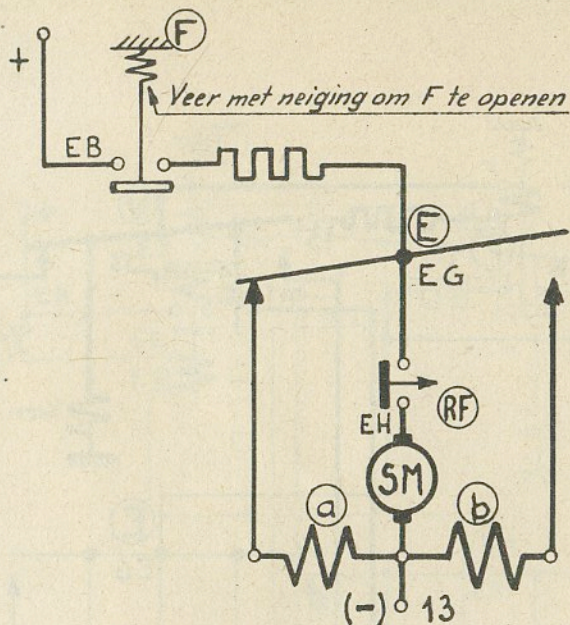 F
+
Veer met neiging om F te openen
EB
E
EG
RF
EH
SM
a
b
(-) 13